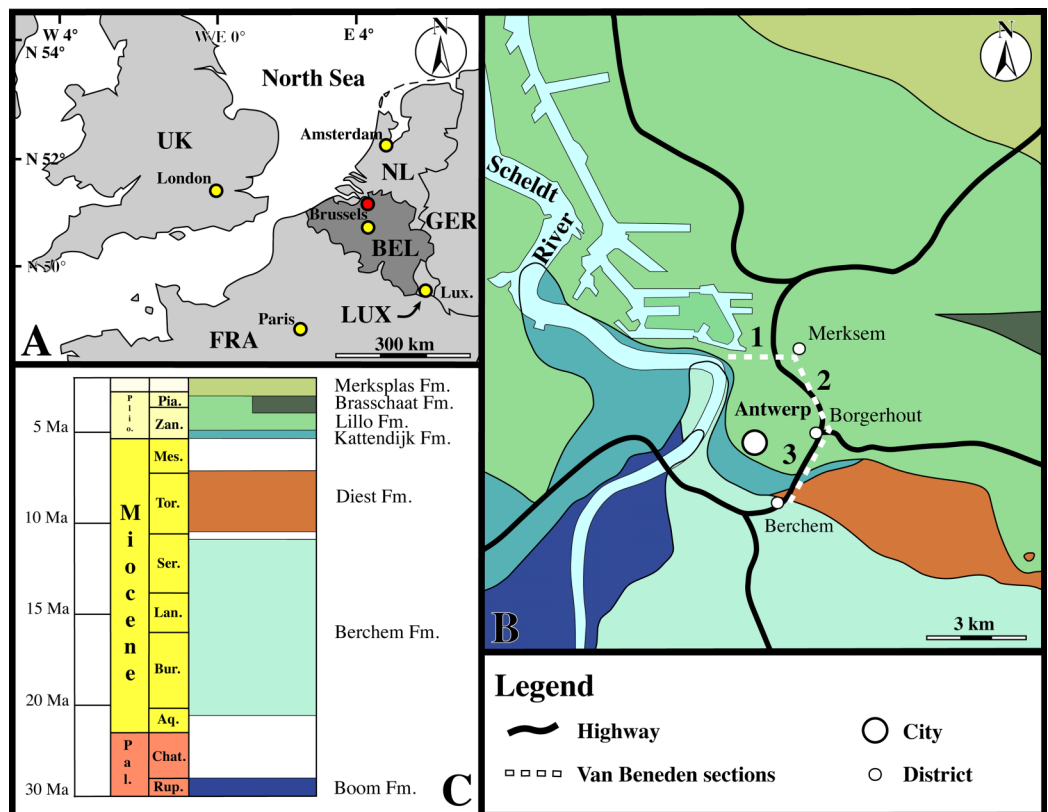 W 4°
W/E 0°
E 4°
N
N 54°
North Sea
Amsterdam
UK
N 52°
NL
London
Brussels
GER
BEL
N 50°
Lux.
LUX
Paris
FRA
A
300 km
N
Scheldt
River
1
Merksem
2
Antwerp
Borgerhout
3
Berchem
B
3 km
Merksplas Fm.
Plio.
Pia.
Brasschaat Fm.
Zan.
Lillo Fm.
5 Ma
Kattendijk Fm.
Miocene
Mes.
Tor.
Diest Fm.
10 Ma
Ser.
Lan.
15 Ma
Berchem Fm.
Bur.
20 Ma
Aq.
Pal.
Chat.
Rup.
30 Ma
Boom Fm.
C
Legend
Highway
City
Van Beneden sections
District